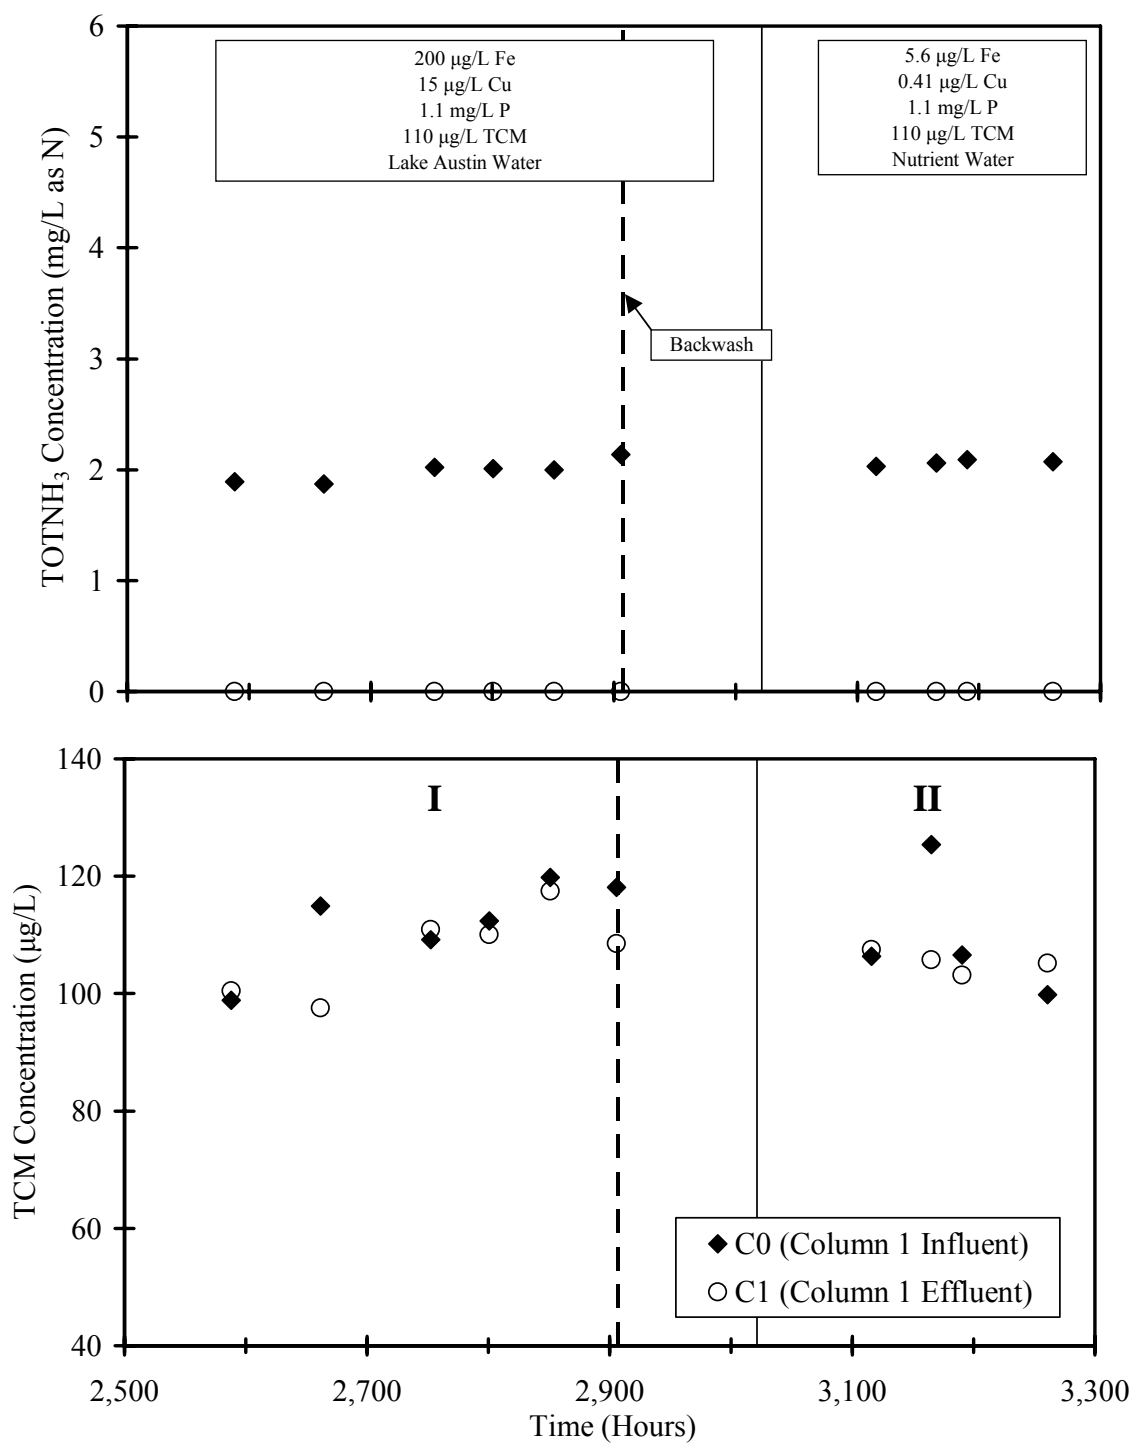 6
5
4
3
2
1
0
TOTNH3 Concentration (mg/L as N)
200 μg/L Fe
15 μg/L Cu
1.1 mg/L P
110 μg/L TCM
Lake Austin Water
5.6 μg/L Fe
0.41 μg/L Cu
1.1 mg/L P
110 μg/L TCM
Nutrient Water
Backwash
140
120
100
80
60
40
TCM Concentration (μg/L)
I
II
C0 (Column 1 Influent)
C1 (Column 1 Effluent)
2,500
2,700
2,900
3,100
3,300
Time (Hours)